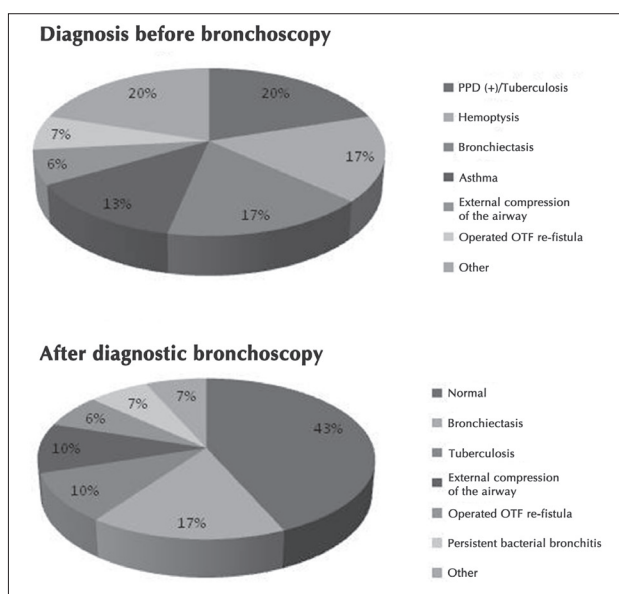 Diagnosis before bronchoscopy
20%
20%
7%
17%
6%
13%
17%
PPD (+)/Tuberculosis
Hemoptysis
Bronchiectasis
Asthma
External compression
of the airway
Operated OTF re-fistula
Other
After diagnostic bronchoscopy
7%
7%
6%
43%
10%
10%
17%
Normal
Bronchiectasis
Tuberculosis
External compression
of the airway
Operated OTF re-fistula
Persistent bacterial bronchitis
Other